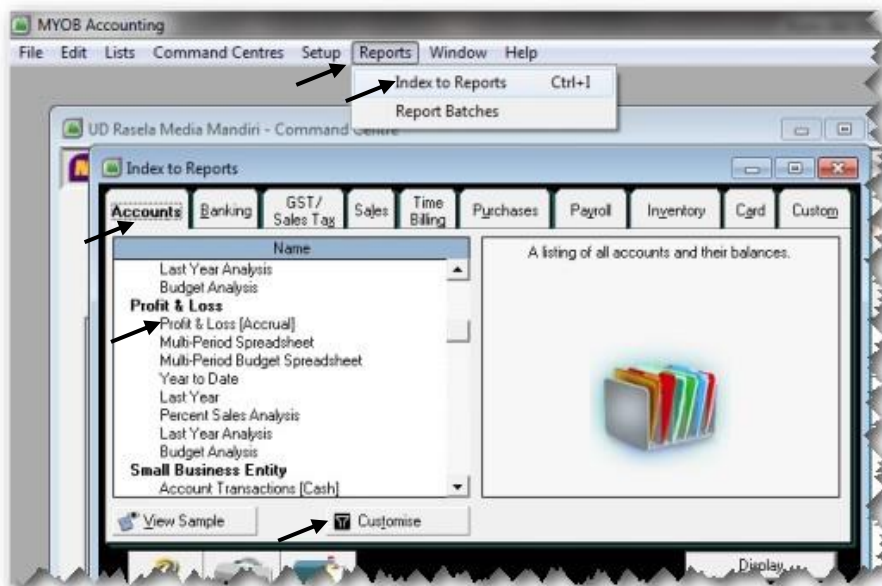 MYOB Accounting
File Edit Lists Command Centres Setup Reports Window Help
Index to Reports Ctrl+I
Report Batches
UD Rasela Media Mandiri - Command Centre
Index to Reports
Accounts Banking GST/ Sales Tax Sales Time Billing Purchases Payroll Inventory Card Custom
Name
Last Year Analysis
Budget Analysis
Profit & Loss
Profit & Loss [Accrual]
Multi-Period Spreadsheet
Multi-Period Budget Spreadsheet
Year to Date
Last Year
Percent Sales Analysis
Last Year Analysis
Budget Analysis
Small Business Entity
Account Transactions [Cash]
A listing of all accounts and their balances.
View Sample
Customise
Display